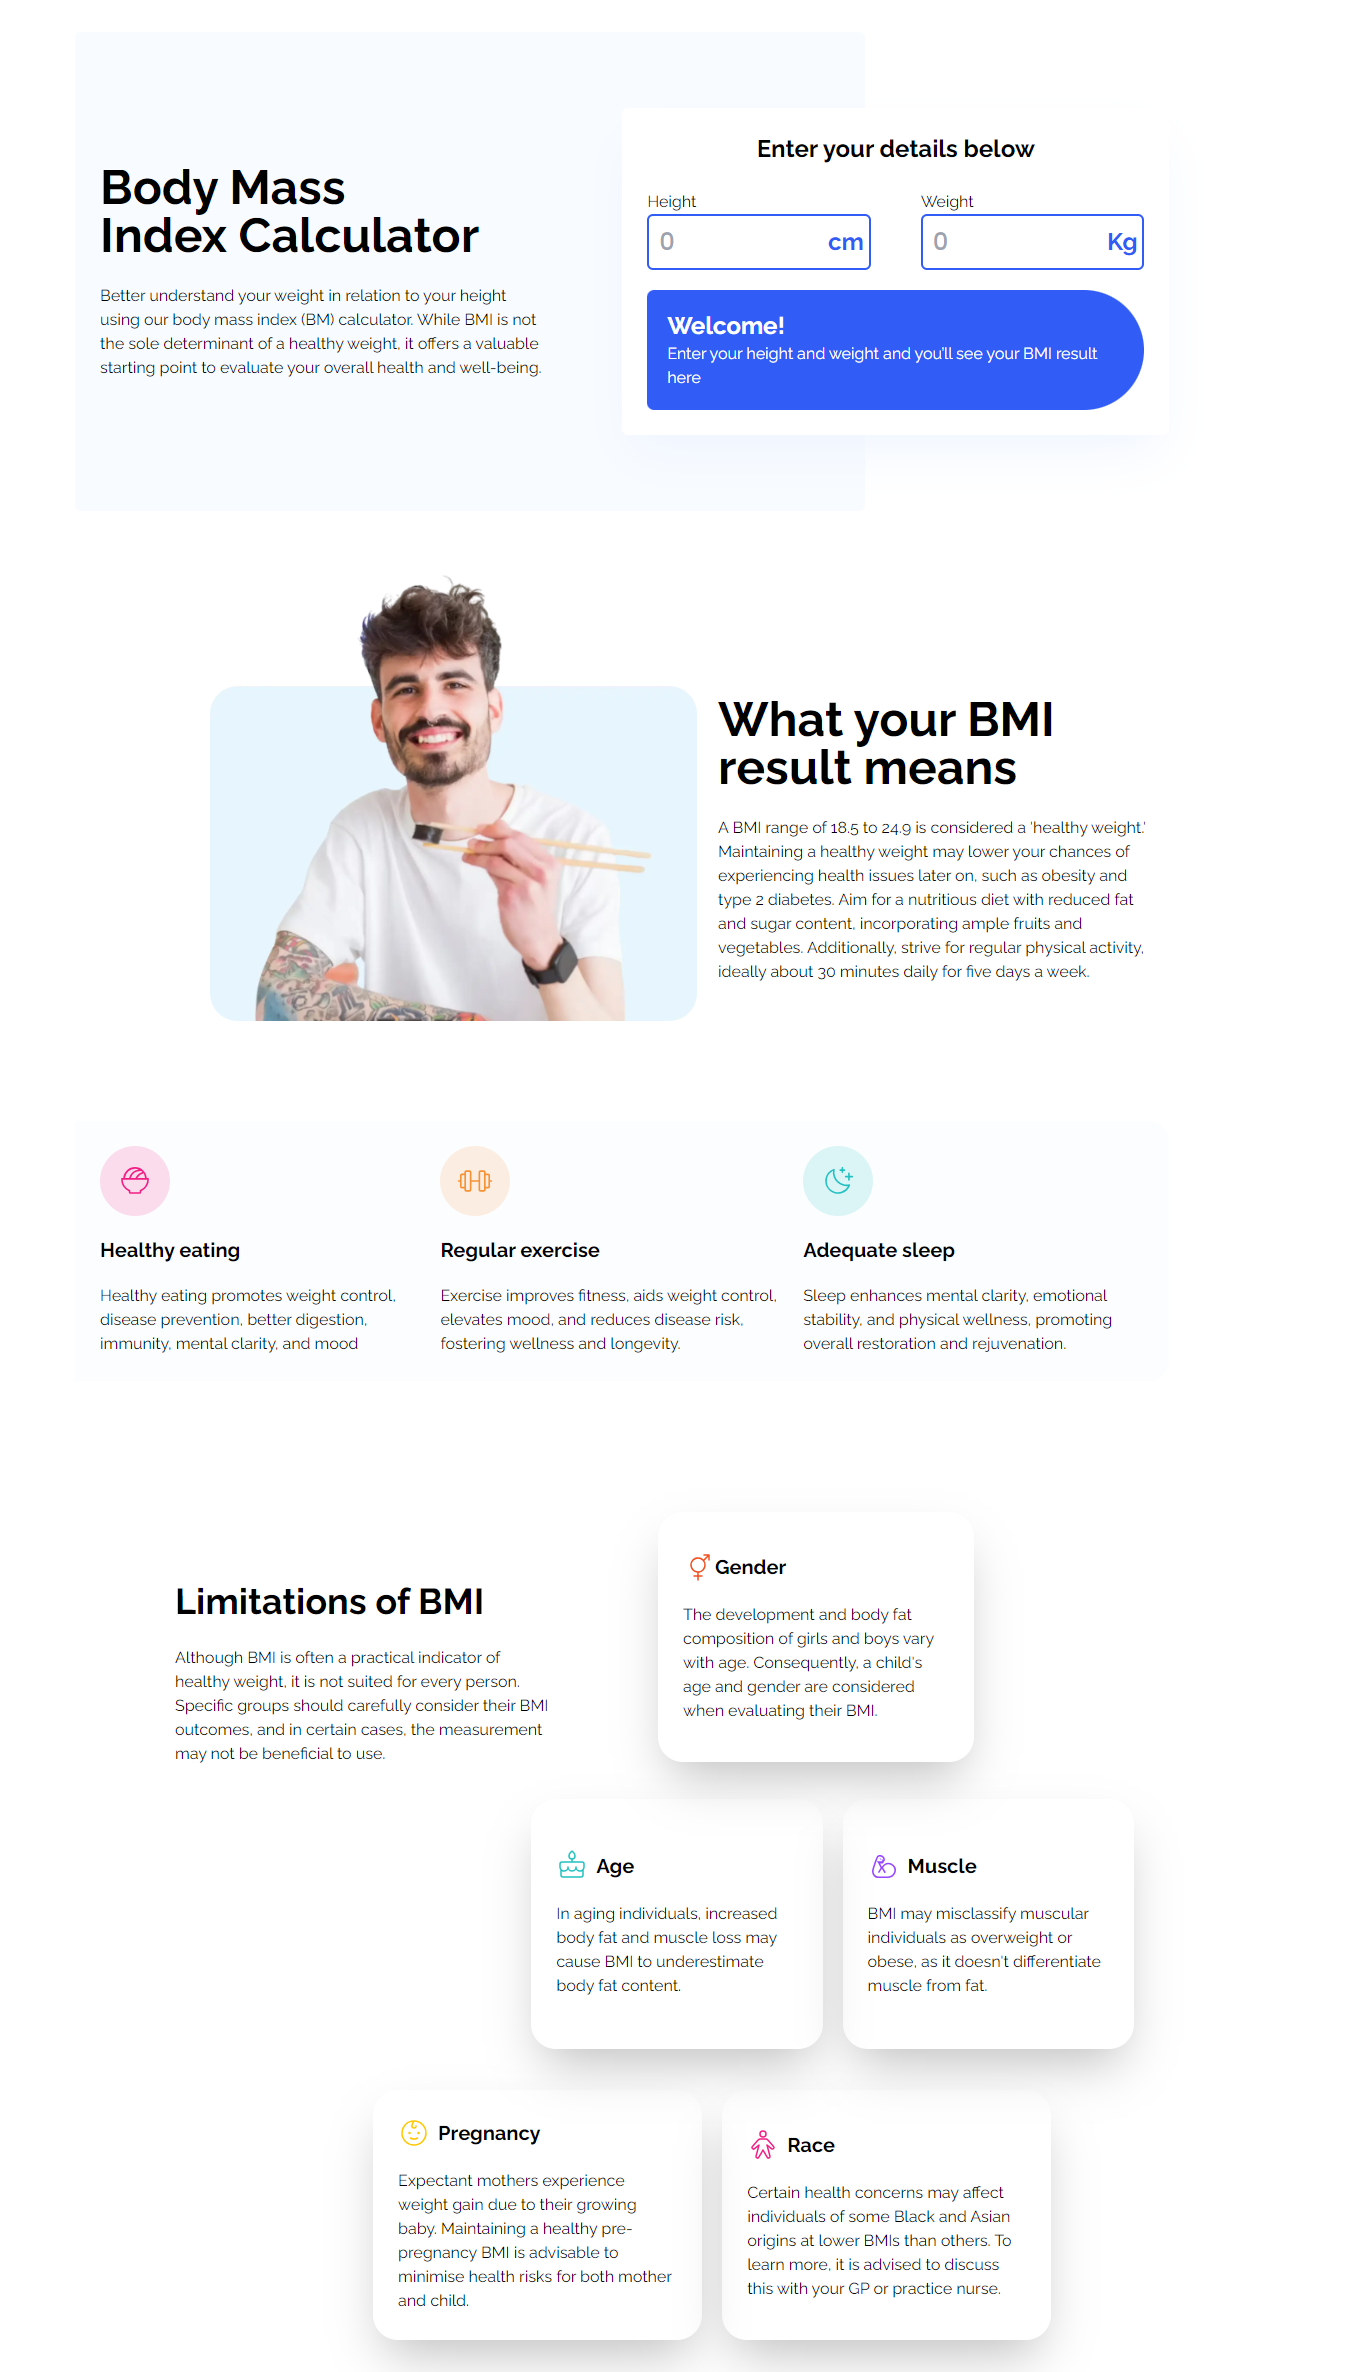 Body Mass
Index Calculator
Better understand your weight in relation to your height
using our body mass index (BM) calculator. While BMI is not
the sole determinant of a healthy weight, it offers a valuable
starting point to evaluate your overall health and well-being.
Enter your details below
Height
0 cm
Weight
0 Kg
Welcome!
Enter your height and weight and you'll see your BMI result
here
What your BMI
result means
A BMI range of 18.5 to 24.9 is considered a 'healthy weight.'
Maintaining a healthy weight may lower your chances of
experiencing health issues later on, such as obesity and
type 2 diabetes. Aim for a nutritious diet with reduced fat
and sugar content, incorporating ample fruits and
vegetables. Additionally, strive for regular physical activity,
ideally about 30 minutes daily for five days a week.
Healthy eating
Healthy eating promotes weight control,
disease prevention, better digestion,
immunity, mental clarity, and mood
Regular exercise
Exercise improves fitness, aids weight control,
elevates mood, and reduces disease risk,
fostering wellness and longevity.
Adequate sleep
Sleep enhances mental clarity, emotional
stability, and physical wellness, promoting
overall restoration and rejuvenation.
Limitations of BMI
Although BMI is often a practical indicator of
healthy weight, it is not suited for every person.
Specific groups should carefully consider their BMI
outcomes, and in certain cases, the measurement
may not be beneficial to use.
Gender
The development and body fat
composition of girls and boys vary
with age. Consequently, a child's
age and gender are considered
when evaluating their BMI.
Age
In aging individuals, increased
body fat and muscle loss may
cause BMI to underestimate
body fat content.
Muscle
BMI may misclassify muscular
individuals as overweight or
obese, as it doesn't differentiate
muscle from fat.
Pregnancy
Expectant mothers experience
weight gain due to their growing
baby. Maintaining a healthy pre-
pregnancy BMI is advisable to
minimise health risks for both mother
and child.
Race
Certain health concerns may affect
individuals of some Black and Asian
origins at lower BMIs than others. To
learn more, it is advised to discuss
this with your GP or practice nurse.